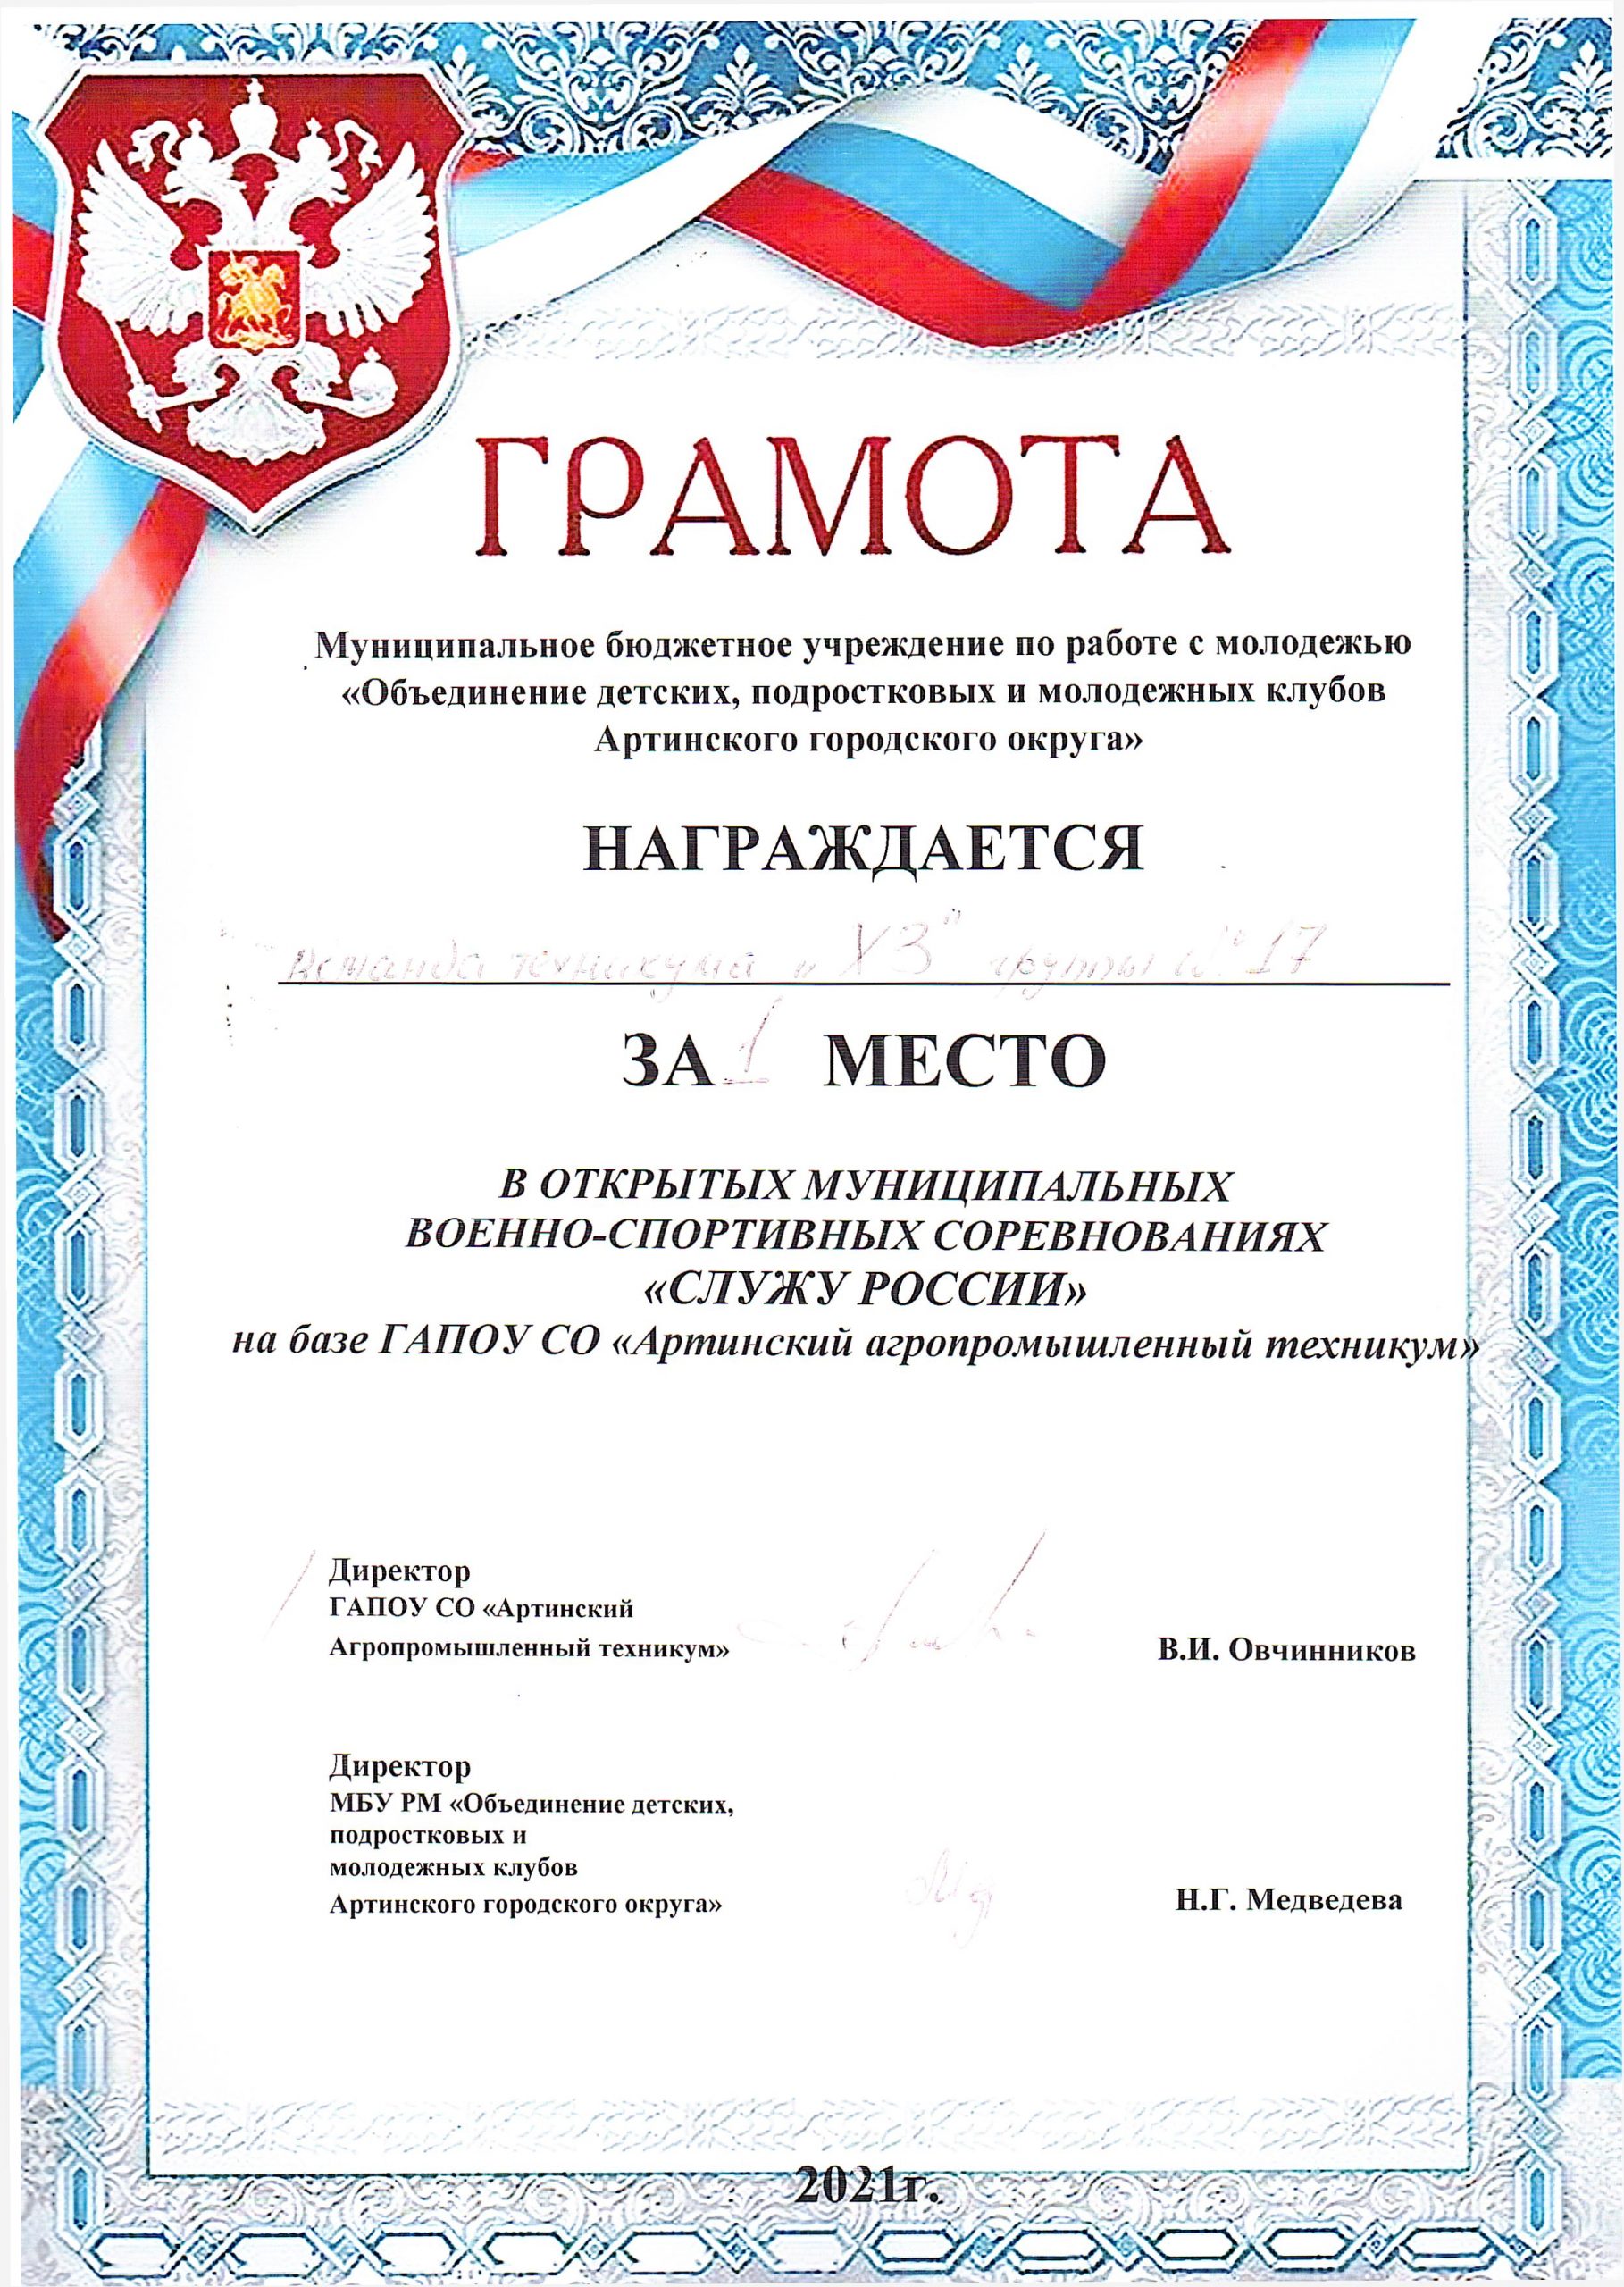 ГРАМОТА
Муниципальное бюджетное учреждение по работе с молодежью
«Объединение детских, подростковых и молодежных клубов
Артинского городского округа»
НАГРАЖДАЕТСЯ
команда техникума "ХЗ" группы № 17
ЗА 1 МЕСТО
В ОТКРЫТЫХ МУНИЦИПАЛЬНЫХ
ВОЕННО-СПОРТИВНЫХ СОРЕВНОВАНИЯХ
«СЛУЖУ РОССИИ»
на базе ГАПОУ СО «Артинский агропромышленный техникум»
Директор
ГАПОУ СО «Артинский
Агропромышленный техникум» В.И. Овчинников
Директор
МБУ РМ «Объединение детских,
подростковых и
молодежных клубов
Артинского городского округа» Н.Г. Медведева
2021г.